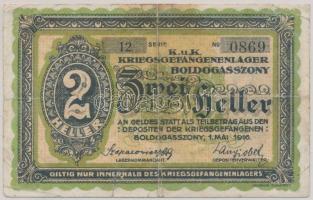 12 SERIE No 0869
K.u.K.
KRIEGSGEFANGENENLAGER
BOLDOGASSZONY
2
HELLER
Zwei Heller
AN GELDES STATT ALS TEILBETRAG AUS DEN
DEPOSITEN DER KRIEGSGEFANGENEN:
BOLDOGASSZONY, 1. MAI 1916.
LAGERKOMMANDANT. DEPOSITENVERWALTER.
GILTIG NUR INNERHALB DES KRIEGSGEFANGENENLAGERS